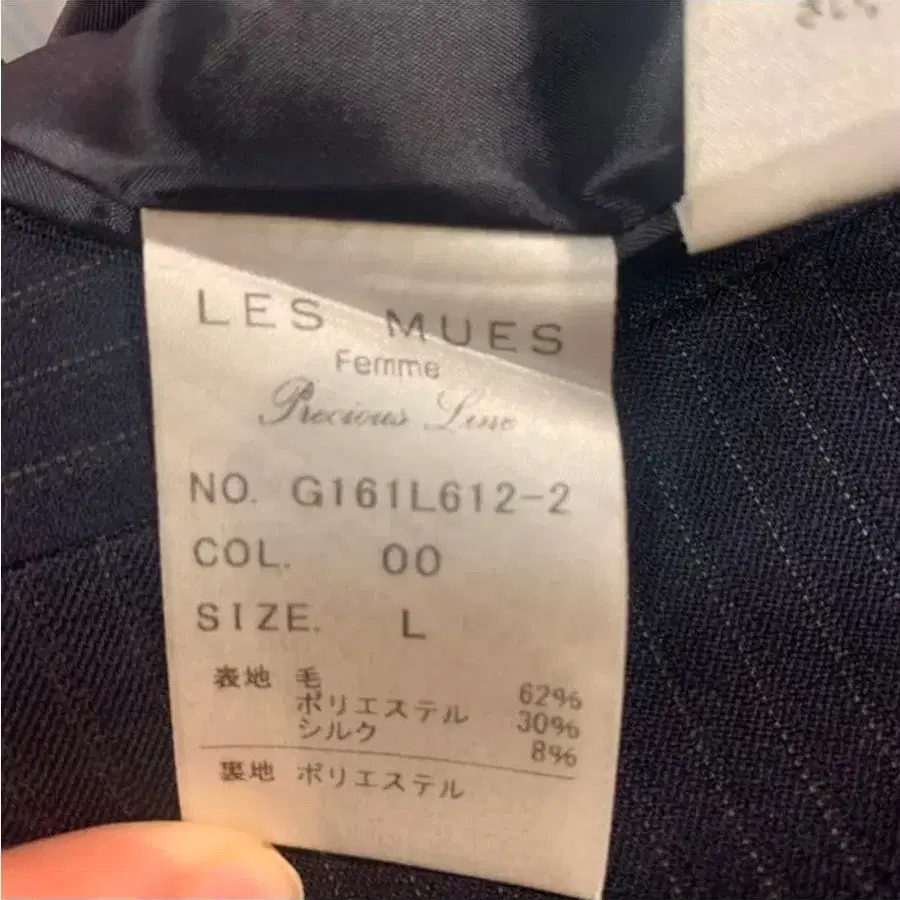 LES MUES
Femme
Precious Line
NO. G161L612-2
COL. 00
SIZE. L
表地 毛 62%
ポリエステル 30%
シルク 8%
裏地 ポリエステル